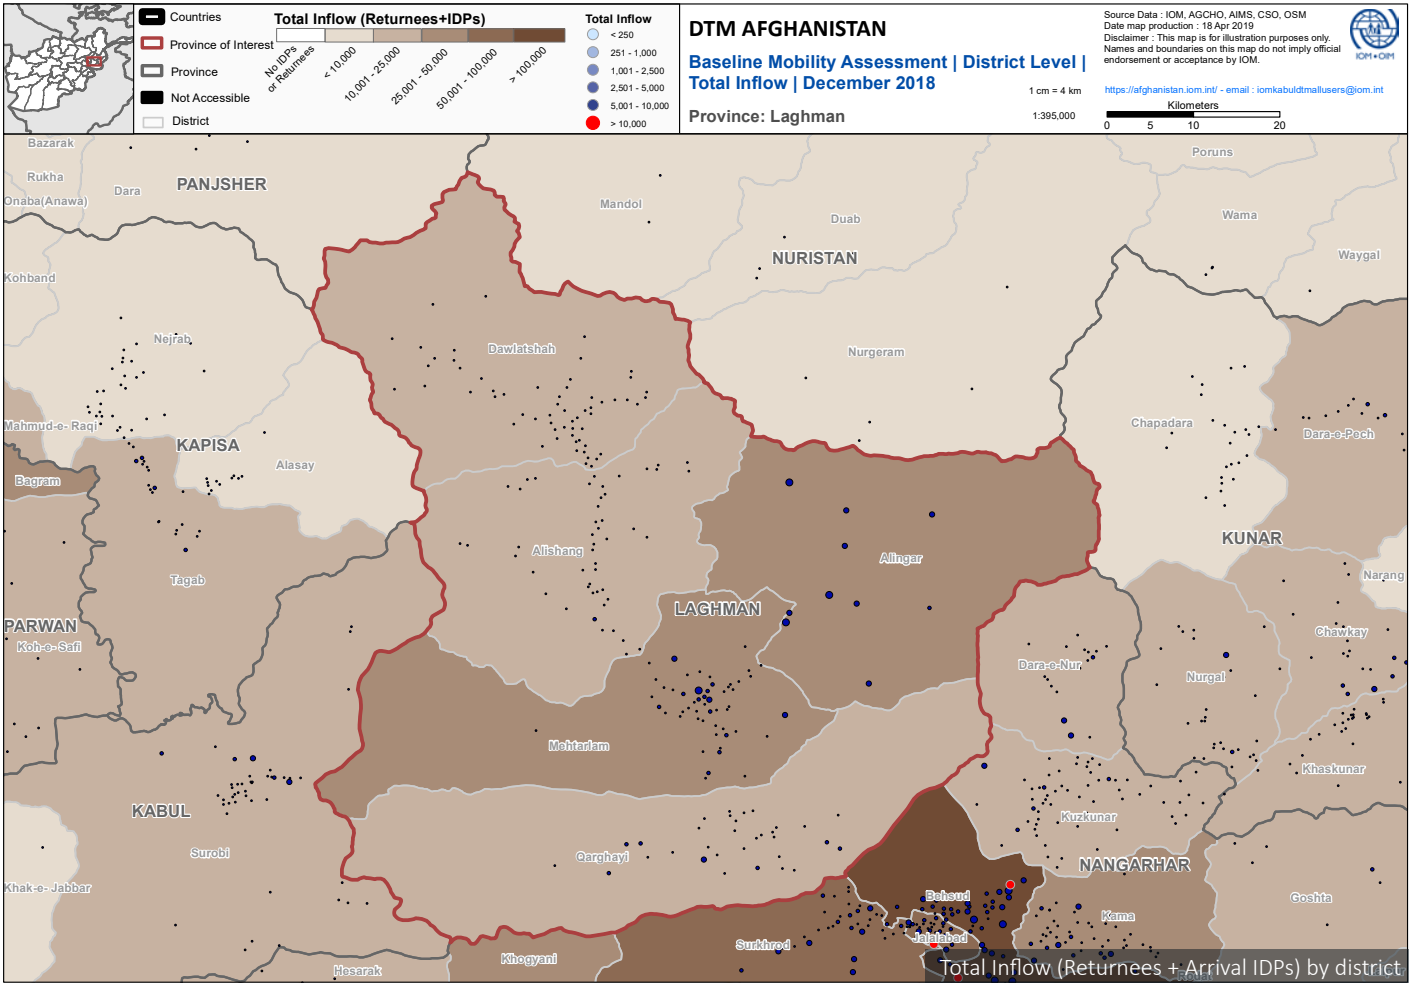 Countries
Province of Interest
Province
Not Accessible
District
Total Inflow (Returnees+IDPs)
No IDPs
or Returnees
< 10,000
10,001 - 25,000
25,001 - 50,000
50,001 - 100,000
> 100,000
Total Inflow
< 250
251 - 1,000
1,001 - 2,500
2,501 - 5,000
5,001 - 10,000
> 10,000
DTM AFGHANISTAN
Baseline Mobility Assessment | District Level |
Total Inflow | December 2018
Province: Laghman
1 cm = 4 km
1:395,000
Source Data : IOM, AGCHO, AIMS, CSO, OSM
Date map production : 18 Apr 2019
Disclaimer : This map is for illustration purposes only.
Names and boundaries on this map do not imply official
endorsement or acceptance by IOM.
IOM • OIM
https://afghanistan.iom.int/ - email : iomkabuldtmallusers@iom.int
Kilometers
0 5 10 20
Bazarak
Rukha
Onaba(Anawa)
Dara
PANJSHER
Mandol
Duab
NURISTAN
Poruns
Wama
Waygal
Kohband
Nejrab
Dawlatshah
Nurgeram
Mahmud-e- Raqi
KAPISA
Alasay
Chapadara
Dara-e-Pech
Bagram
KUNAR
Alishang
Alingar
Tagab
Narang
LAGHMAN
PARWAN
Koh-e- Safi
Chawkay
Dara-e-Nur
Nurgal
Mehtarlam
Khaskunar
KABUL
Kuzkunar
Surobi
Qarghayi
NANGARHAR
Khak-e- Jabbar
Behsud
Goshta
Kama
Jalalabad
Surkhrod
Khogyani
Hesarak
Total Inflow (Returnees + Arrival IDPs) by district